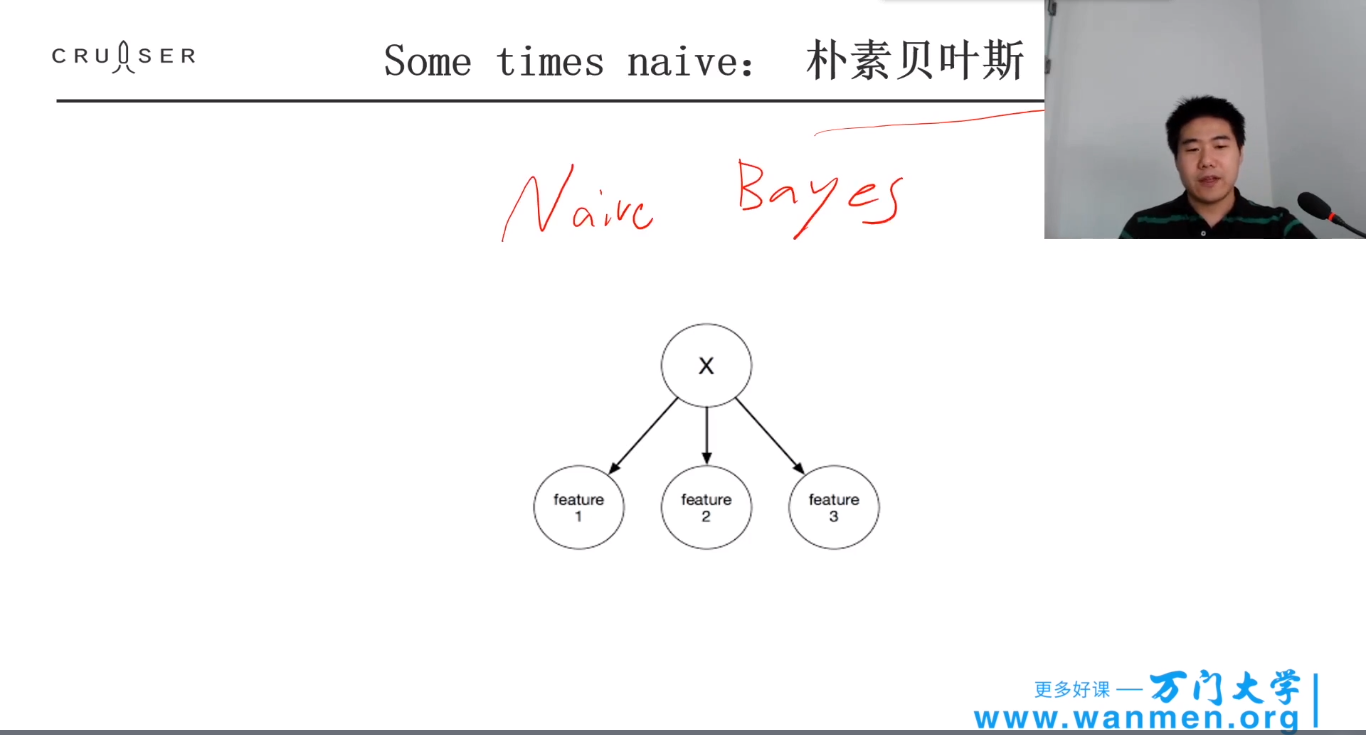 CRUISER
Some times naive： 朴素贝叶斯
Naive Bayes
X
feature
1
feature
2
feature
3
更多好课 — 万门大学
www.wanmen.org